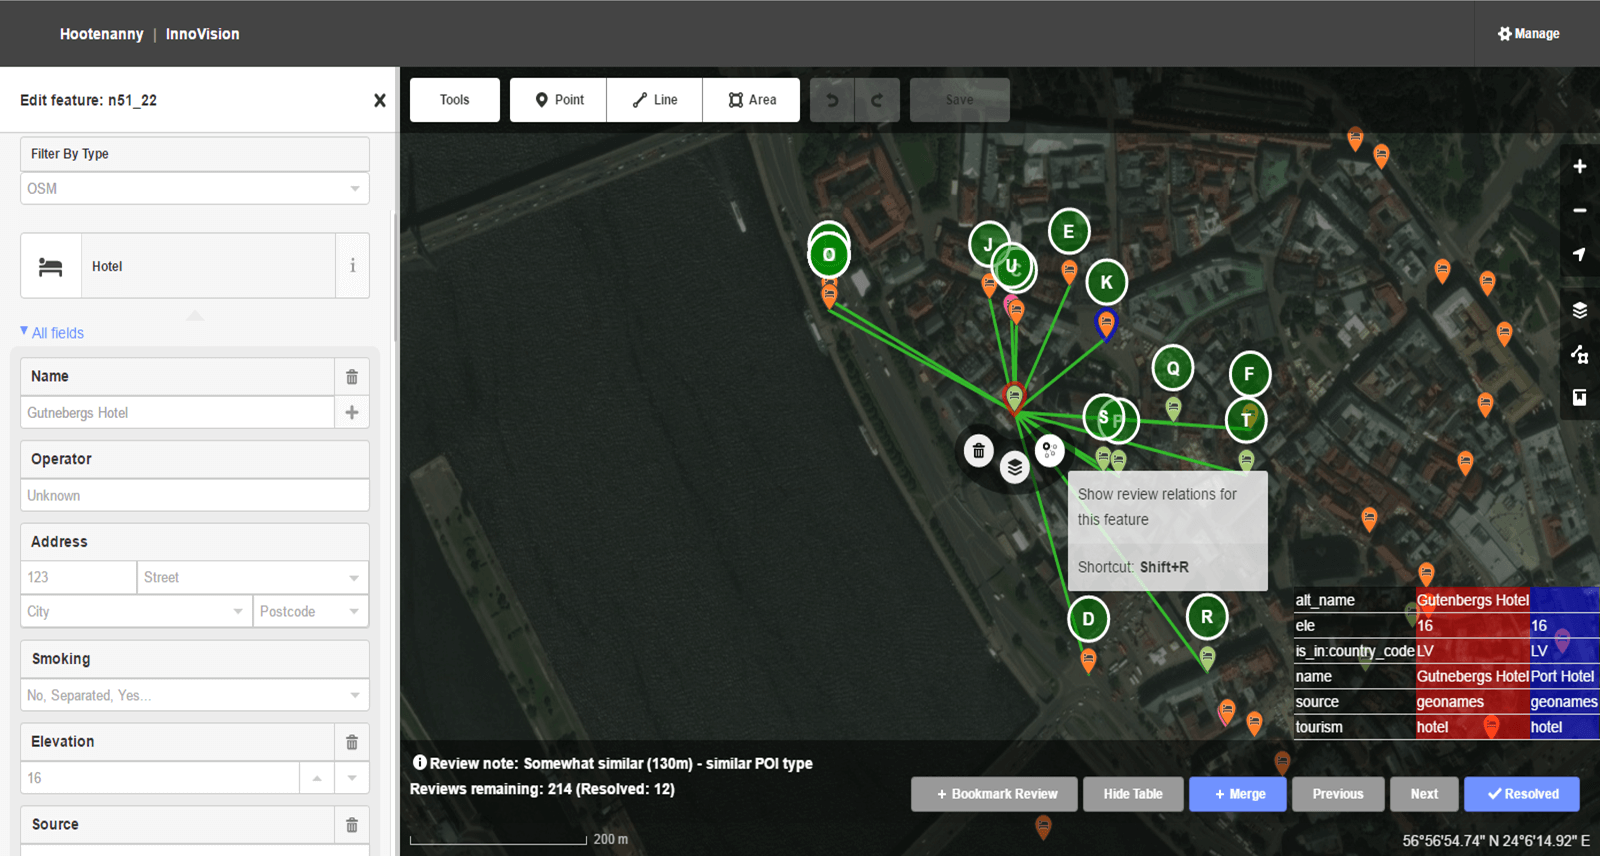 Hootenanny | InnoVision
Manage
Edit feature: n51_22
X
Tools
Point
Line
Area
Save
Filter By Type
OSM
Hotel
i
All fields
Name
Gutnebergs Hotel
Operator
Unknown
Address
123
Street
City
Postcode
Smoking
No, Separated, Yes...
Elevation
16
Source
J
U
C
E
K
Q
F
S
P
T
D
R
Show review relations for
this feature
Shortcut: Shift+R
alt_name Gutenbergs Hotel
ele 16 16
is_in:country_code LV LV
name Gutnebergs Hotel Port Hotel
source geonames geonames
tourism hotel hotel
Review note: Somewhat similar (130m) - similar POI type
Reviews remaining: 214 (Resolved: 12)
+ Bookmark Review
Hide Table
+ Merge
Previous
Next
Resolved
200 m
56°56'54.74" N 24°6'14.92" E